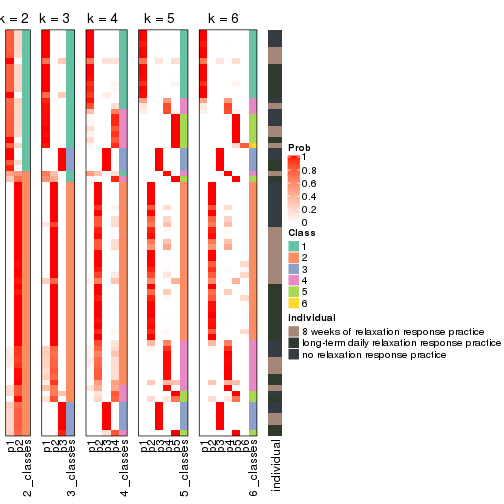 k = 2
k = 3
k = 4
k = 5
k = 6
Prob
1
0.8
0.6
0.4
0.2
0
Class
1
2
3
4
5
6
individual
8 weeks of relaxation response practice
long-term daily relaxation response practice
no relaxation response practice
p1
p2
2_classes
p1
p2
p3
3_classes
p1
p2
p3
p4
4_classes
p1
p2
p3
p4
p5
5_classes
p1
p2
p3
p4
p5
p6
6_classes
individual